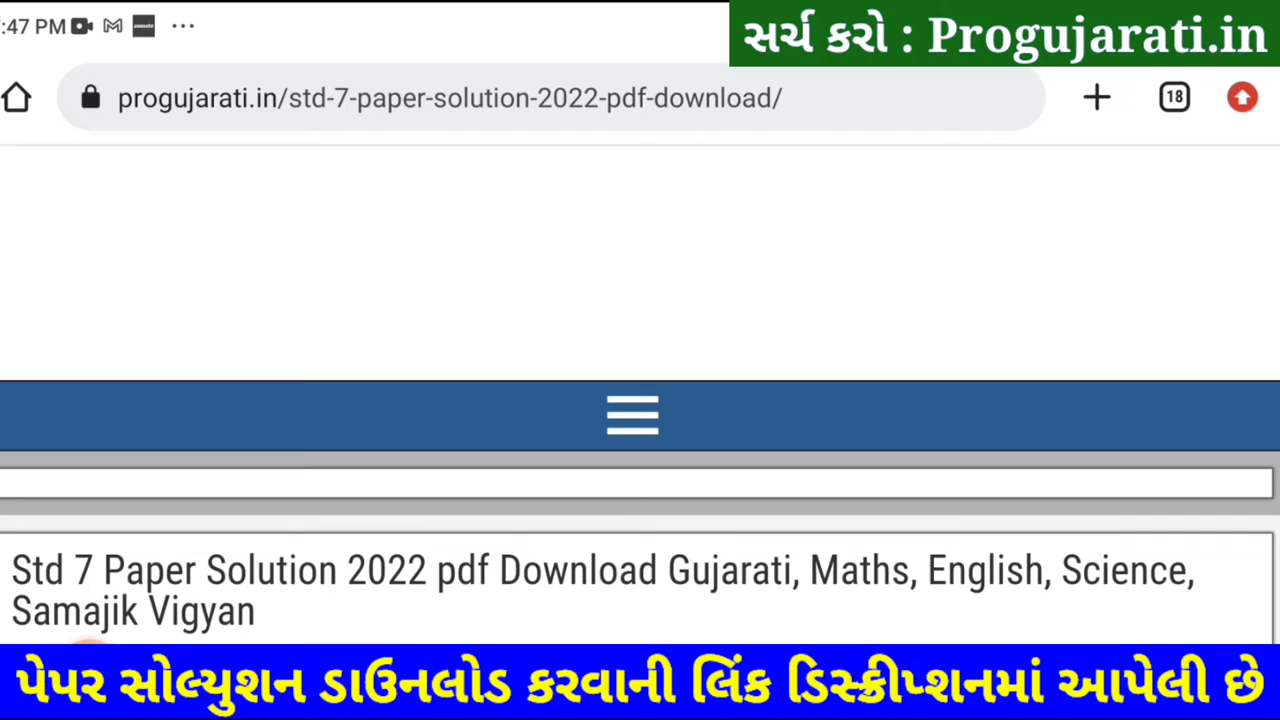 :47 PM
સર્ચ કરો : Progujarati.in
progujarati.in/std-7-paper-solution-2022-pdf-download/
18
Std 7 Paper Solution 2022 pdf Download Gujarati, Maths, English, Science,
Samajik Vigyan
પેપર સોલ્યુશન ડાઉનલોડ કરવાની લિંક ડિસ્ક્રીપ્શનમાં આપેલી છે